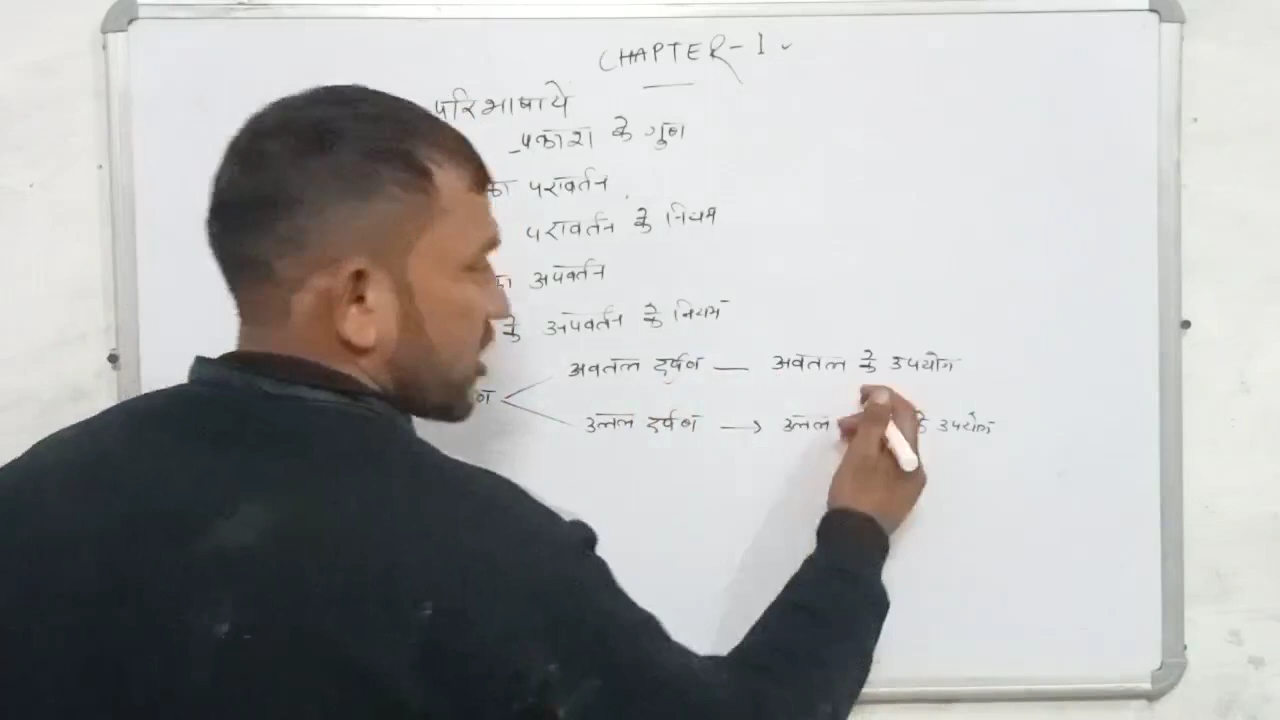 CHAPTER-1
परिभाषाये
प्रकाश के गुण
का परावर्तन
परावर्तन के नियम
का अपवर्तन
के अपवर्तन के नियम
अवतल दर्पण — अवतल के उपयोग
उत्तल दर्पण → उत्तल के उपयोग